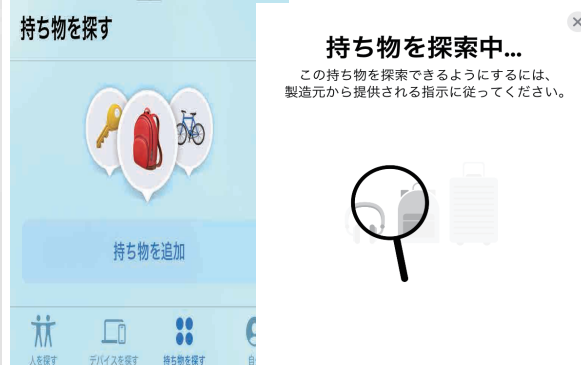 持ち物を探す
持ち物を追加
人を探す
デバイスを探す
持ち物を探す
自
持ち物を探索中...
この持ち物を探索できるようにするには、
製造元から提供される指示に従ってください。